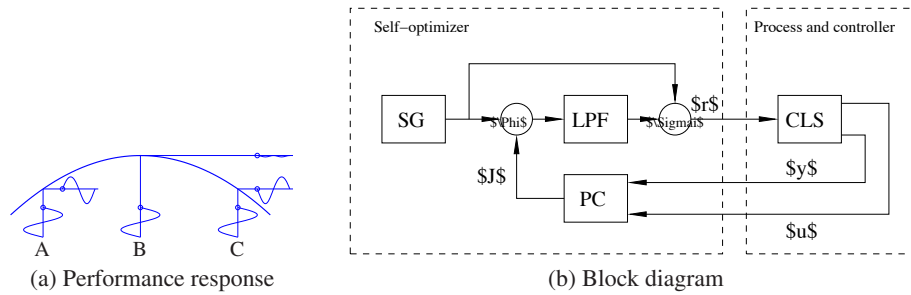 Self-optimizer
Process and controller
SG
$\Phi$
LPF
$\Sigma$
$r$
CLS
$J$
PC
$y$
$u$
A
B
C
(a) Performance response
(b) Block diagram